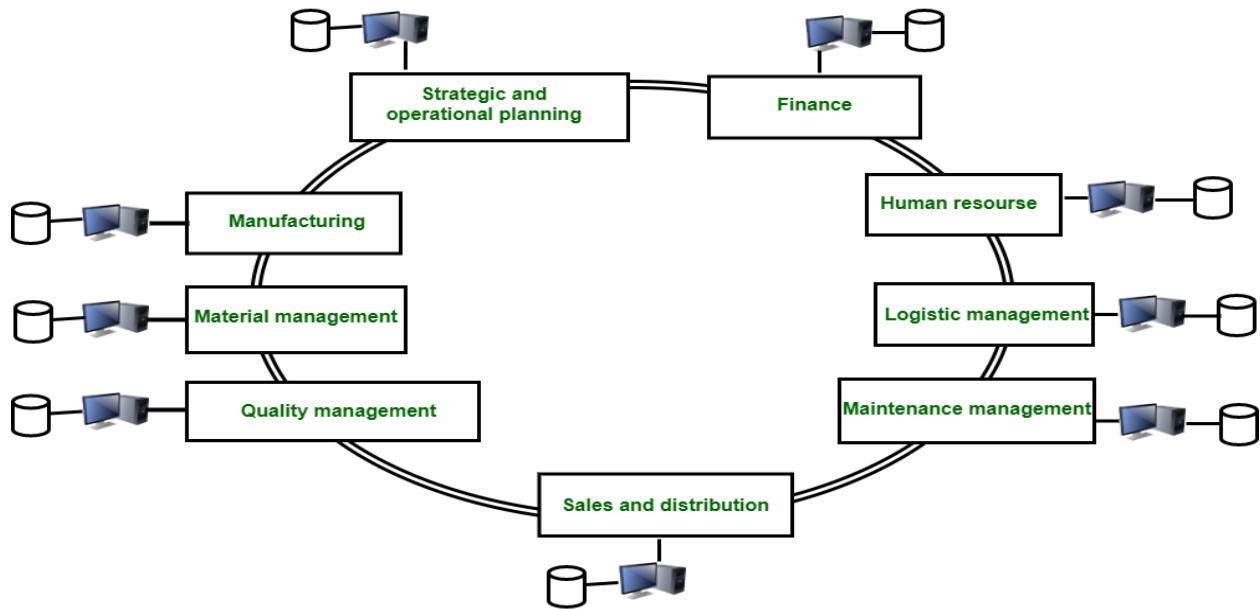 Strategic and
operational planning
Finance
Manufacturing
Human resourse
Material management
Logistic management
Quality management
Maintenance management
Sales and distribution